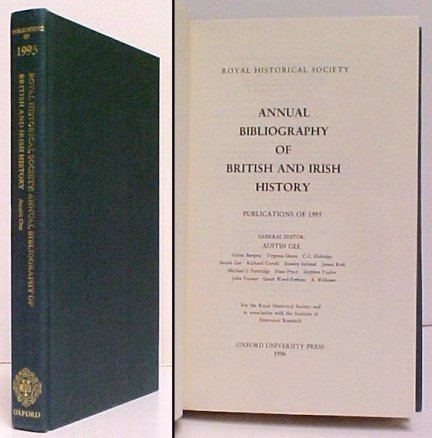 PUBLICATIONS
OF
1995
ROYAL HISTORICAL SOCIETY: ANNUAL BIBLIOGRAPHY OF
BRITISH AND IRISH HISTORY
Austin Gee
OXFORD
ROYAL HISTORICAL SOCIETY
ANNUAL
BIBLIOGRAPHY
OF
BRITISH AND IRISH
HISTORY
PUBLICATIONS OF 1995
GENERAL EDITOR:
AUSTIN GEE
Glenn Burgess Virginia Davis C.C. Eldridge
Austin Gee Richard Gorski Stanley Ireland James Kirk
Michael J. Partridge Huw Pryce Stephen Taylor
John Turner Sarah Ward-Perkins A. Williams
For the Royal Historical Society and
in association with the Institute of
Historical Research
OXFORD UNIVERSITY PRESS
1996